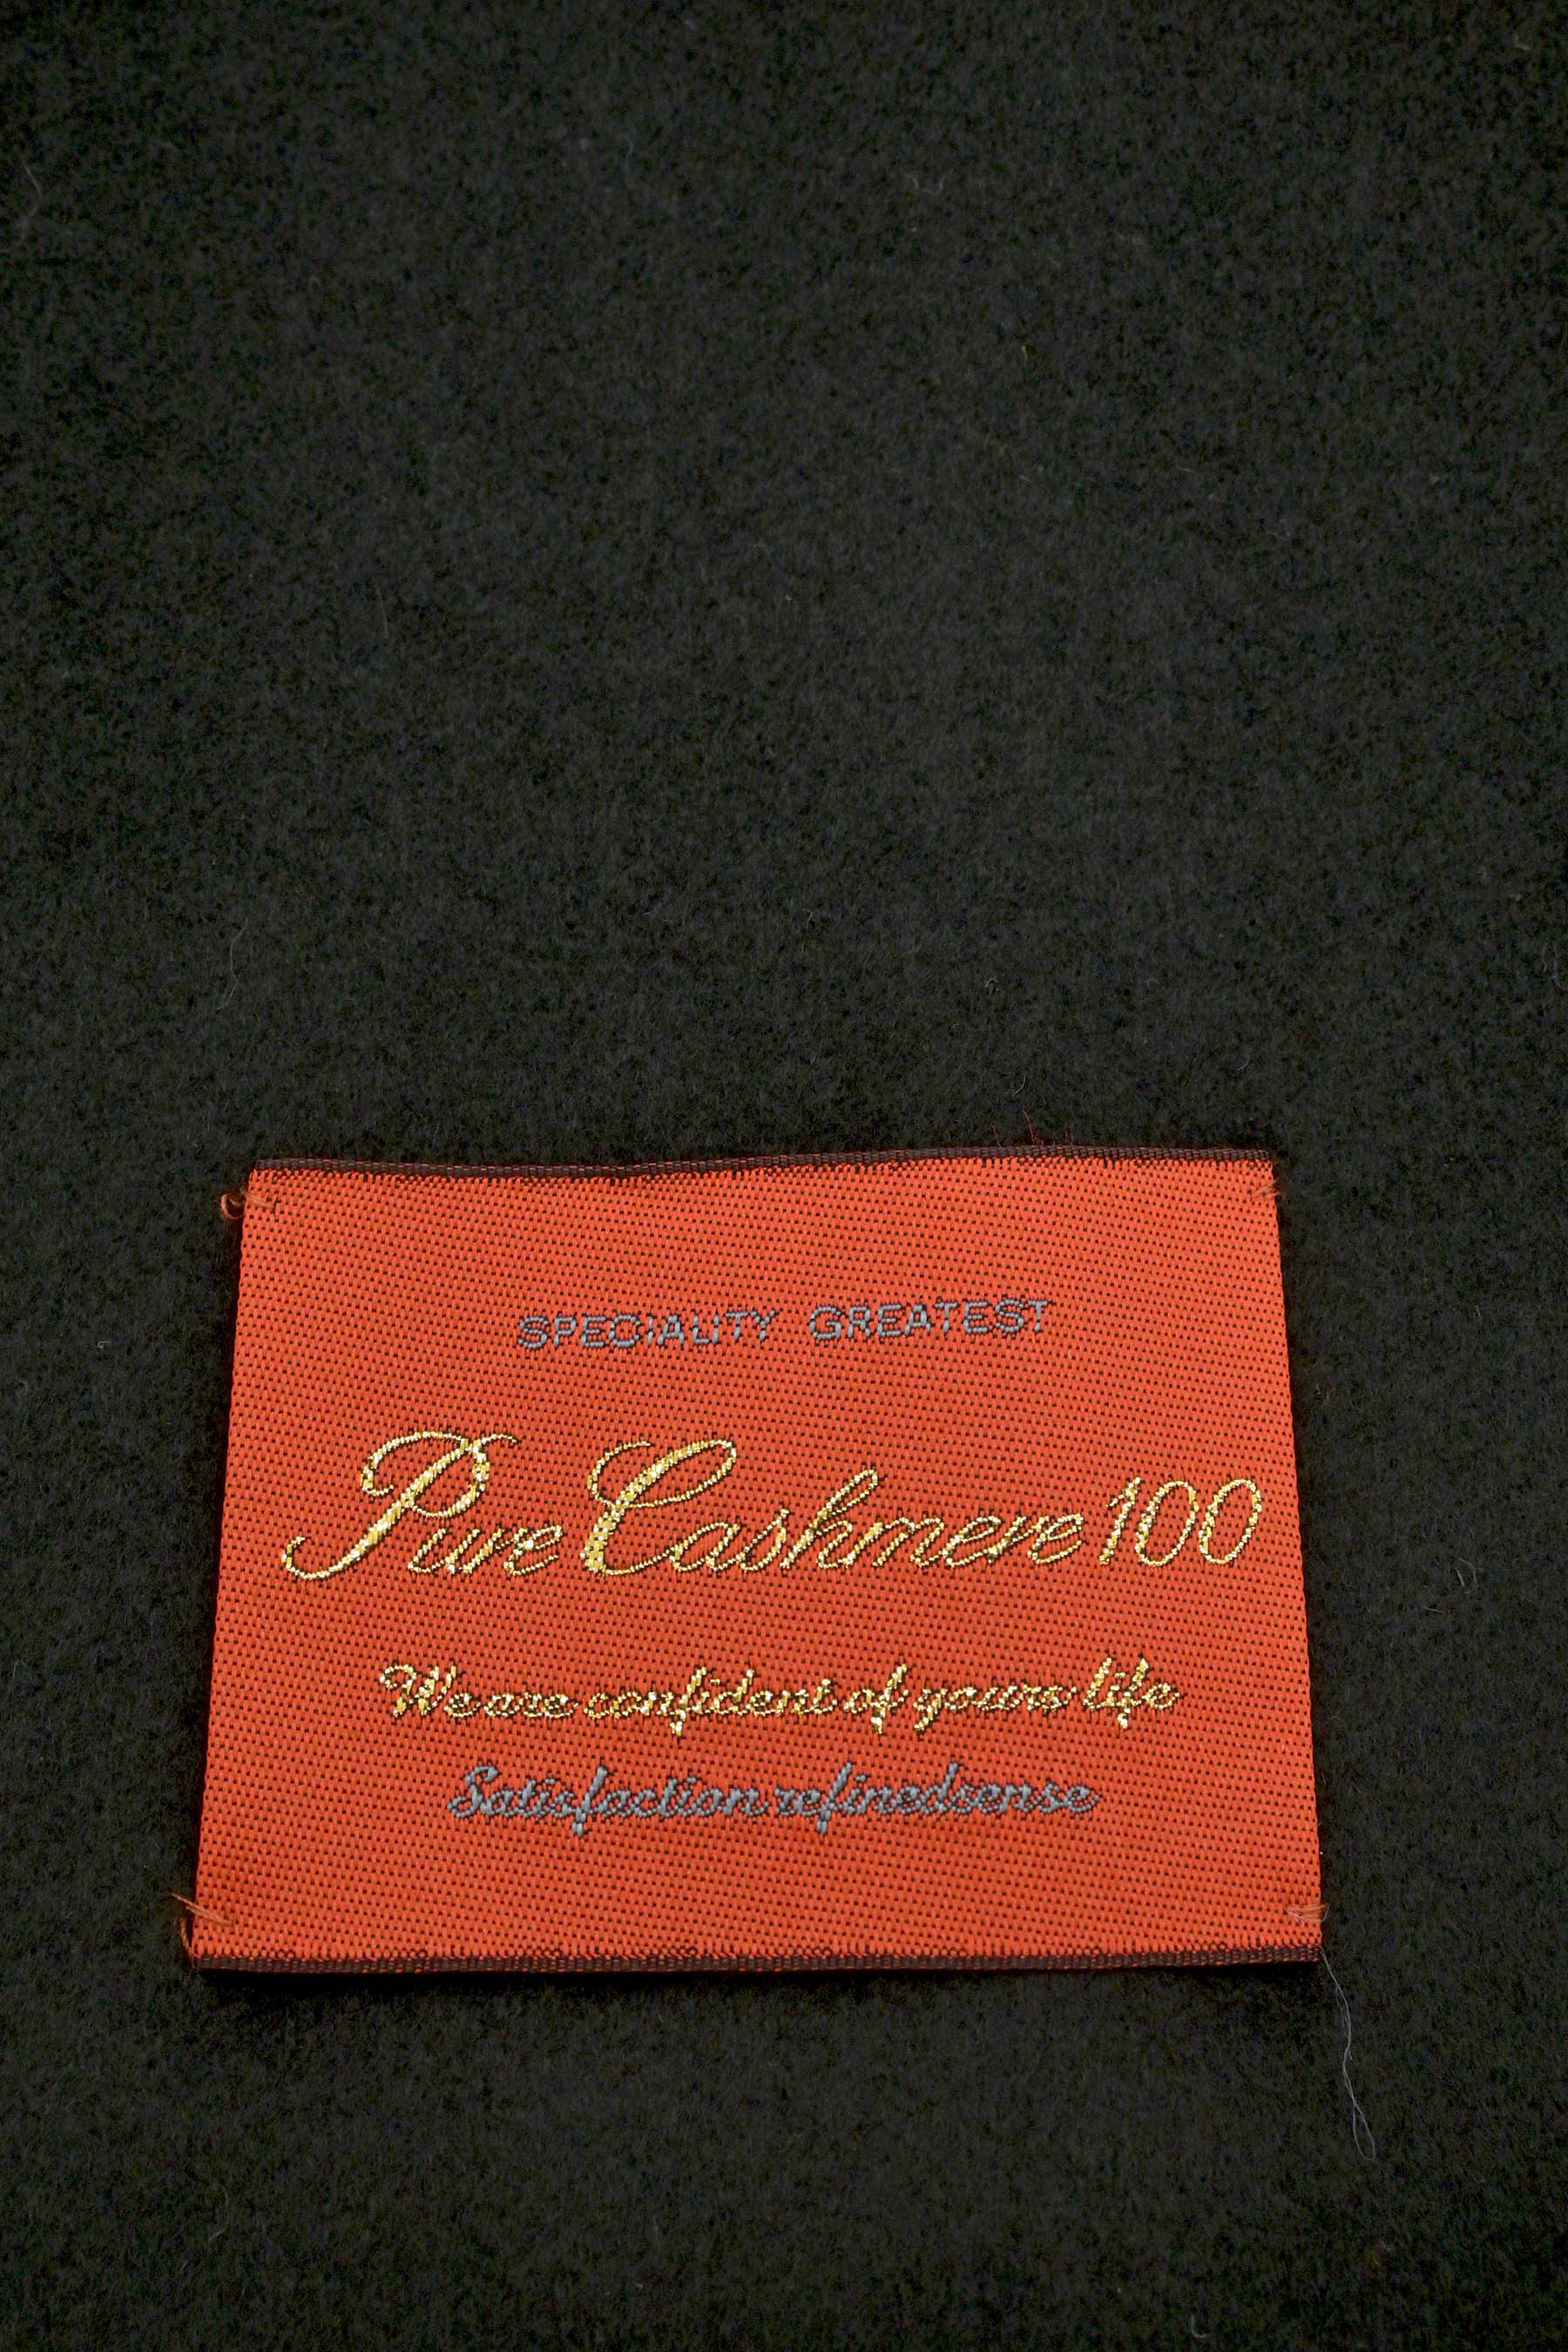 SPECIALITY GREATEST
Pure Cashmere 100
We are confident of yours life
Satisfaction refinedsense